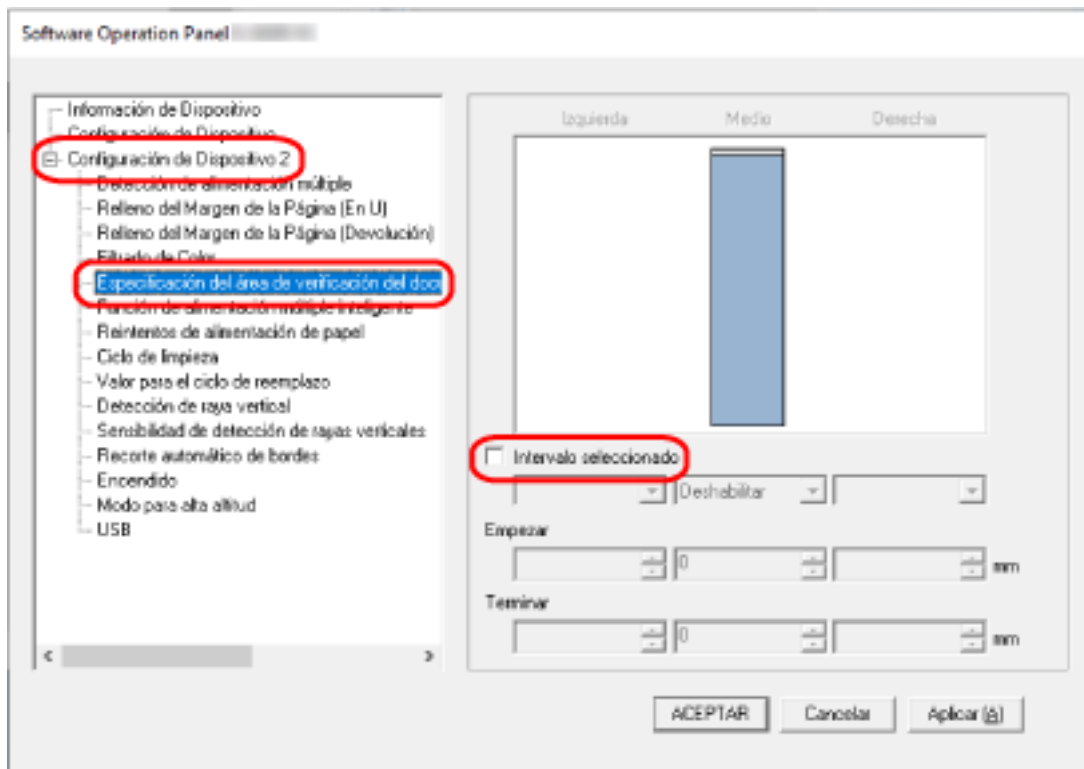 Software Operation Panel
Información de Dispositivo
Configuración de Dispositivo
Configuración de Dispositivo 2
Detección de alimentación múltiple
Relleno del Margen de la Página (En U)
Relleno del Margen de la Página (Devolución)
Filtrado de Color
Especificación del área de verificación del doc
Función de alimentación múltiple inteligente
Reintentos de alimentación de papel
Ciclo de limpieza
Valor para el ciclo de reemplazo
Detección de raya vertical
Sensibilidad de detección de rayas verticales
Recorte automático de bordes
Encendido
Modo para alta altitud
USB
Izquierda Medio Derecha
Intervalo seleccionado
Deshabilitar
Empezar
0 mm
Terminar
0 mm
ACEPTAR Cancelar Aplicar (A)